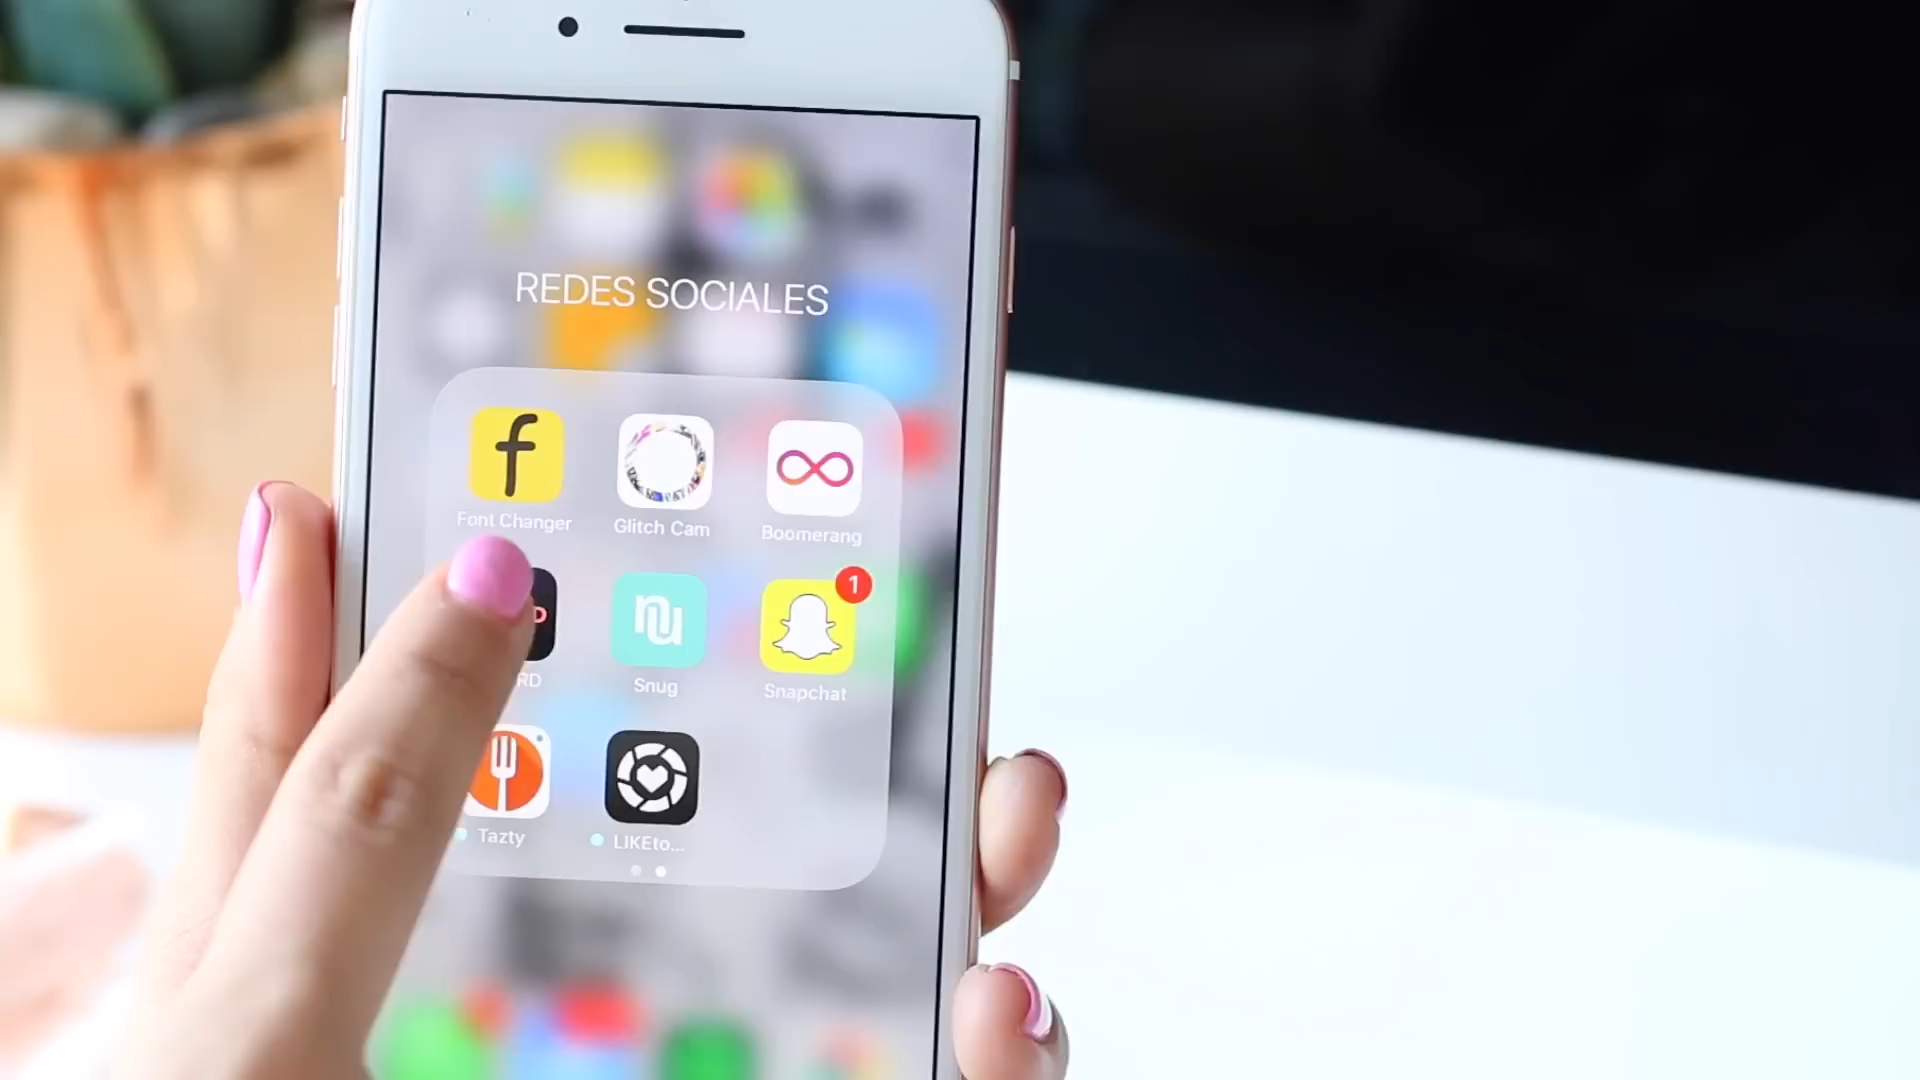 REDES SOCIALES
f
Font Changer
Glitch Cam
Boomerang
Snug
1
Snapchat
Tazty
LIKEto...